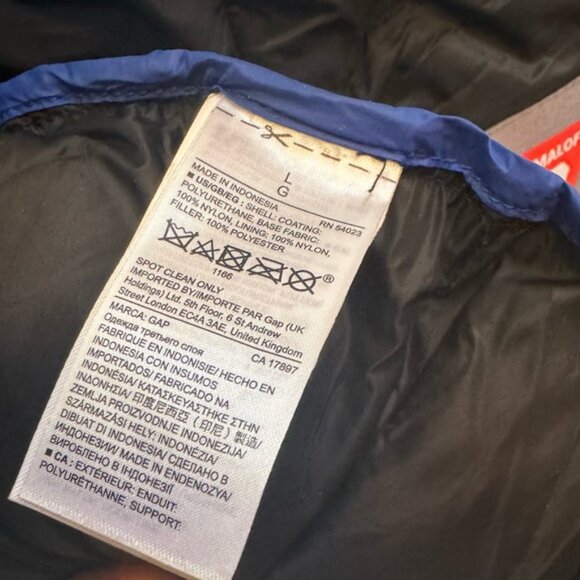 L
G
MADE IN INDONESIA RN 54023
US/GB/EG: SHELL: COATING:
POLYURETHANE. BASE FABRIC:
100% NYLON, LINING: 100% NYLON,
FILLER: 100% POLYESTER
®
1166
SPOT CLEAN ONLY
IMPORTED BY/IMPORTE PAR Gap (UK
Holdings) Ltd. 5th Floor, 6 St Andrew
Street London EC4A 3AE, United Kingdom
CA 17897
MARCA: GAP
Одежда третьего слоя
FABRIQUE EN INDONISIE/ HECHO EN
INDONESIA CON INSUMOS
IMPORTADOS/ FABRICADO NA
INDONÉSIA/ ΚΑΤΑΣΚΕΥΑΣΤΗΚΕ ΣΤΗΝ
ΙΝΔΟΝΗΣΙΑ/ 印度尼西亚 (印尼) 製造/
ZEMLJA PROIZVODNJE INDONEZIJA/
SZÁRMAZÁSI HELY: INDONÉZIA/
DIBUAT DI INDONESIA/ СДЕЛАНО В
ИНДОНЕЗИИ/ MADE IN ENDENOZYA/
ВИРОБЛЕНО В ІНДОНЕЗІЇ
CA: EXTÉRIEUR: ENDUIT:
POLYURÉTHANNE, SUPPORT: